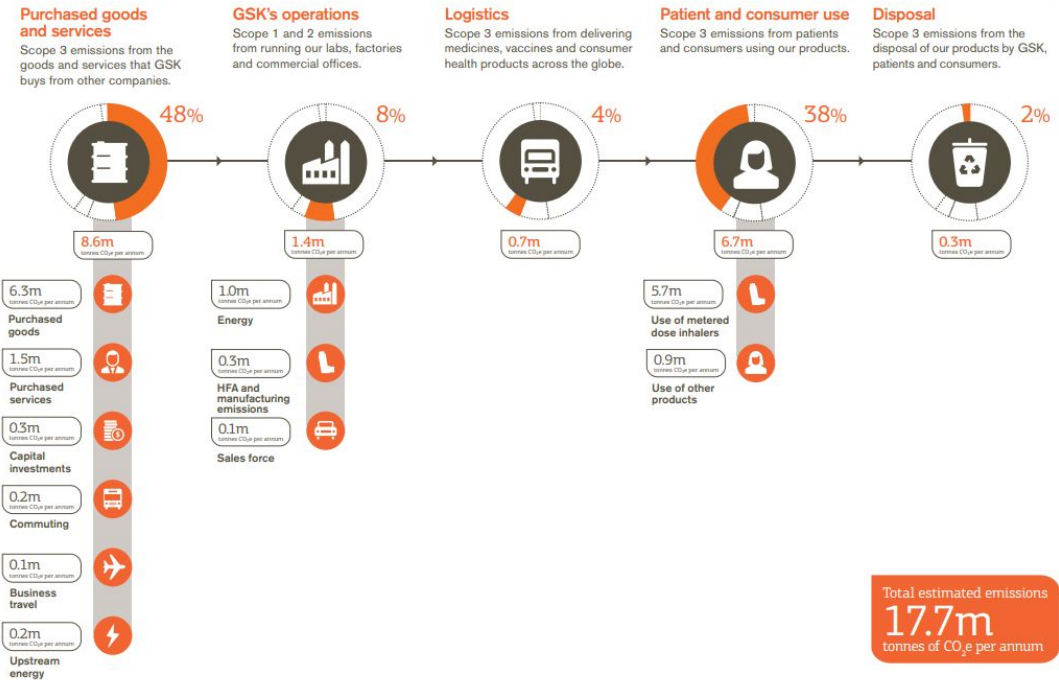 Purchased goods
and services
Scope 3 emissions from the
goods and services that GSK
buys from other companies.
48%
8.6m
tonnes CO₂e per annum
6.3m
tonnes CO₂e per annum
Purchased
goods
1.5m
tonnes CO₂e per annum
Purchased
services
0.3m
tonnes CO₂e per annum
Capital
investments
0.2m
tonnes CO₂e per annum
Commuting
0.1m
tonnes CO₂e per annum
Business
travel
0.2m
tonnes CO₂e per annum
Upstream
energy
GSK's operations
Scope 1 and 2 emissions
from running our labs, factories
and commercial offices.
8%
1.4m
tonnes CO₂e per annum
1.0m
tonnes CO₂e per annum
Energy
0.3m
tonnes CO₂e per annum
HFA and
manufacturing
emissions
0.1m
tonnes CO₂e per annum
Sales force
Logistics
Scope 3 emissions from delivering
medicines, vaccines and consumer
health products across the globe.
4%
0.7m
tonnes CO₂e per annum
Patient and consumer use
Scope 3 emissions from patients
and consumers using our products.
38%
6.7m
tonnes CO₂e per annum
5.7m
tonnes CO₂e per annum
Use of metered
dose inhalers
0.9m
tonnes CO₂e per annum
Use of other
products
Disposal
Scope 3 emissions from the
disposal of our products by GSK,
patients and consumers.
2%
0.3m
tonnes CO₂e per annum
Total estimated emissions
17.7m
tonnes of CO₂e per annum